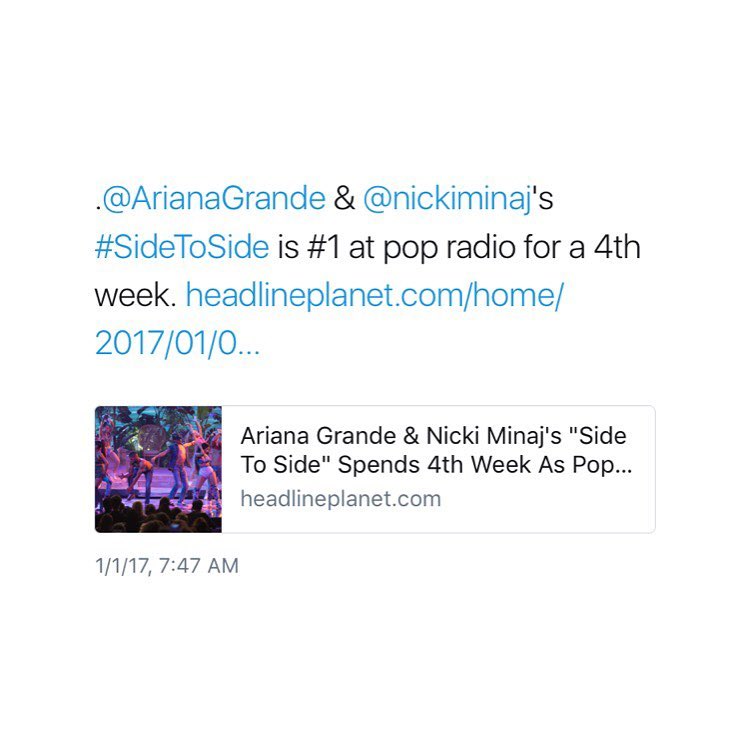 .@ArianaGrande & @nickiminaj's
#SideToSide is #1 at pop radio for a 4th
week. headlineplanet.com/home/
2017/01/0...
Ariana Grande & Nicki Minaj's "Side
To Side" Spends 4th Week As Pop...
headlineplanet.com
1/1/17, 7:47 AM